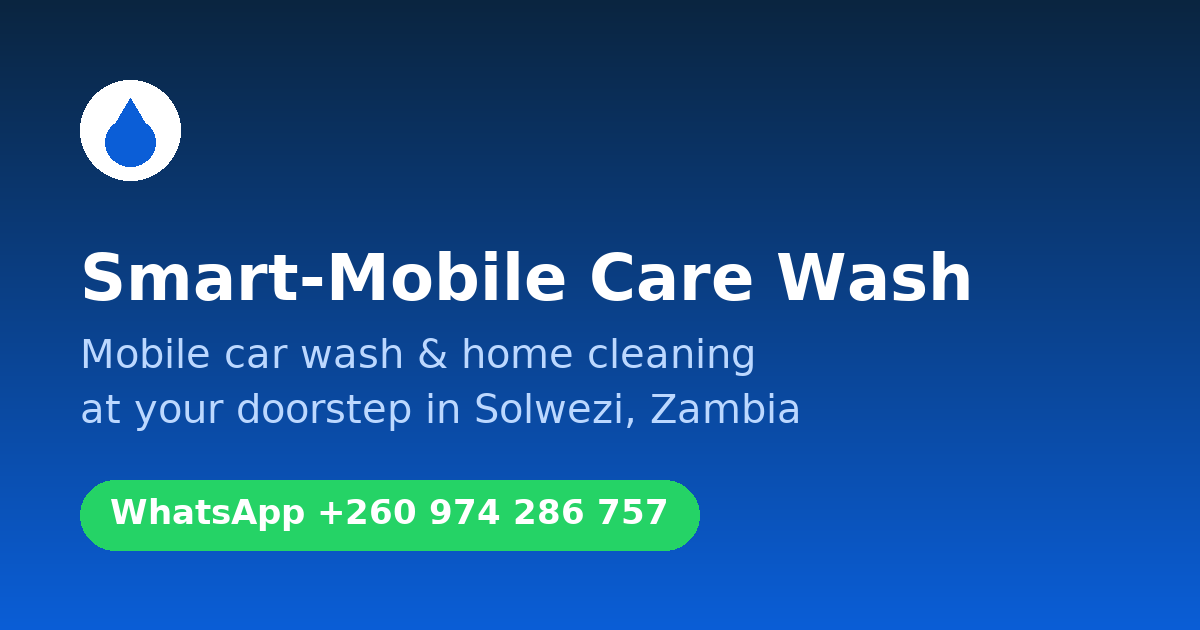 Smart-Mobile Care Wash
Mobile car wash & home cleaning
at your doorstep in Solwezi, Zambia
WhatsApp +260 974 286 757